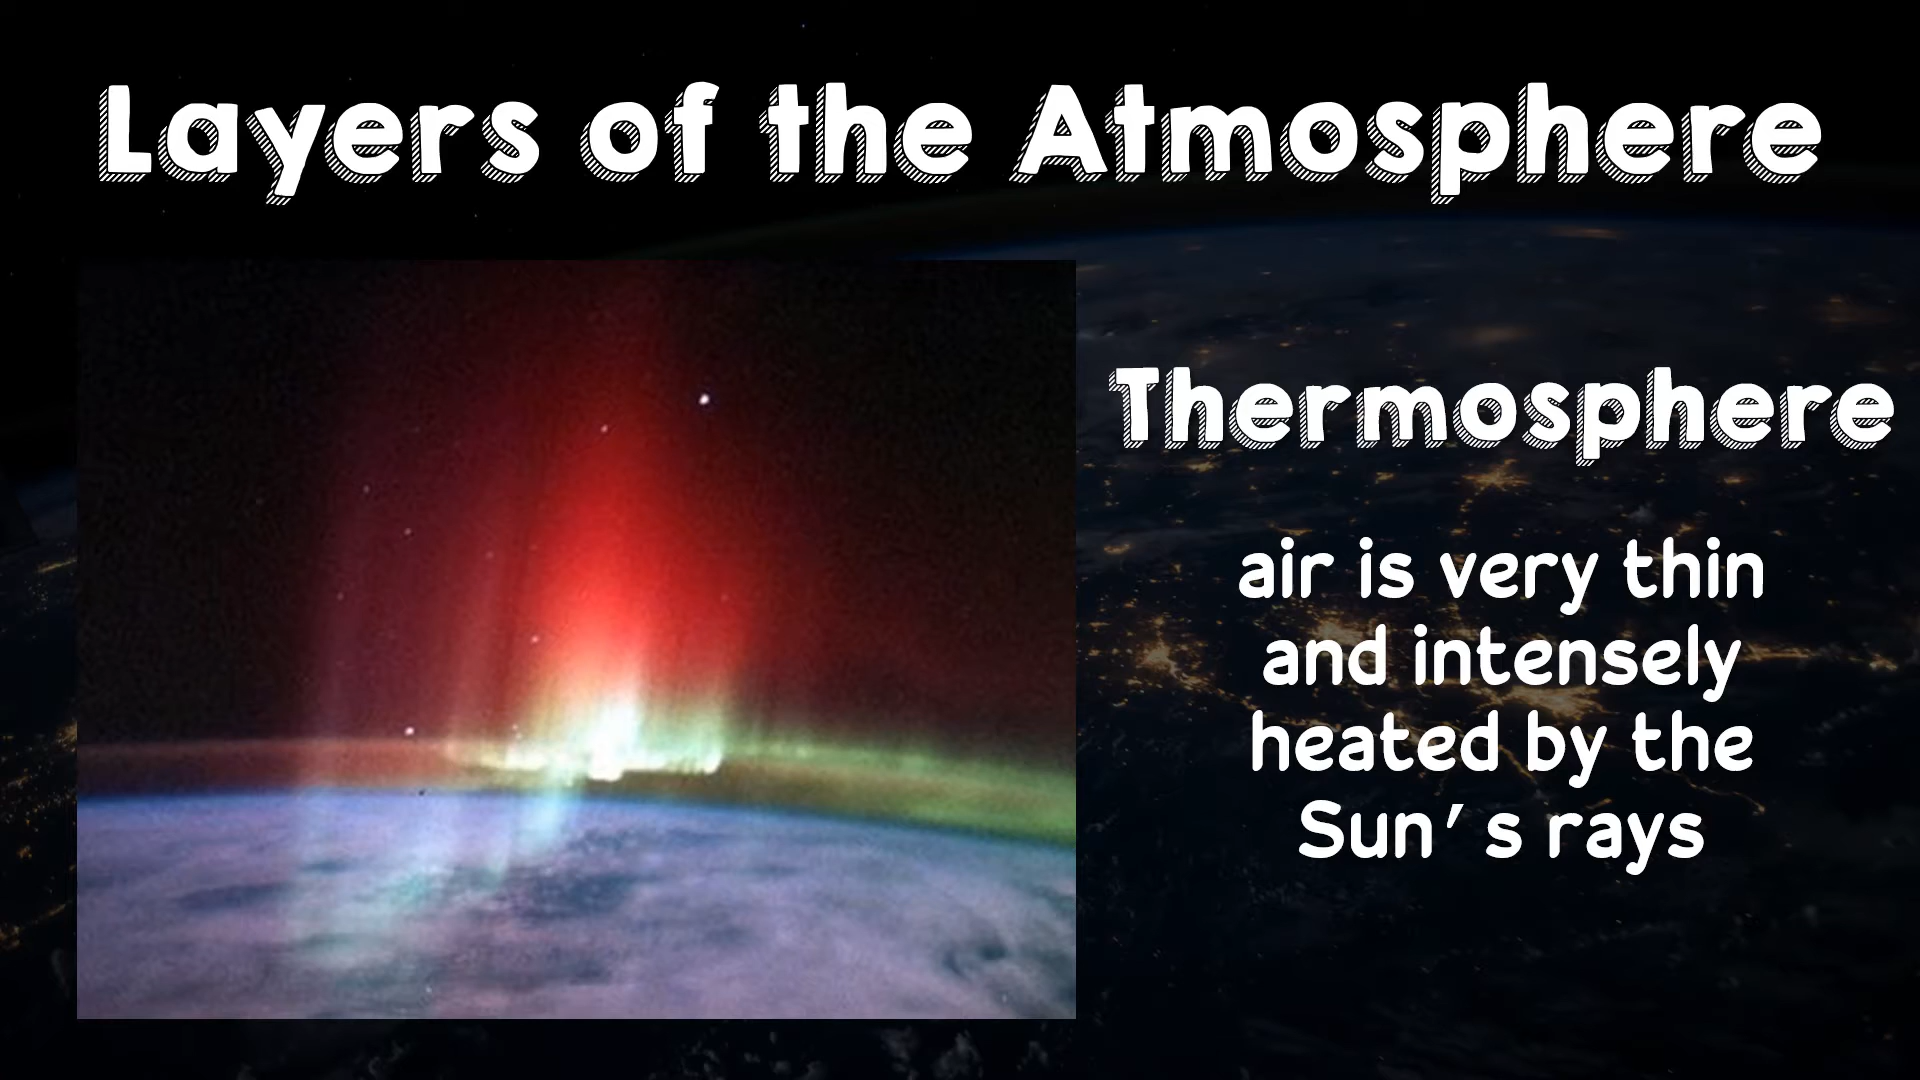 Layers of the Atmosphere
Thermosphere
air is very thin
and intensely
heated by the
Sun's rays